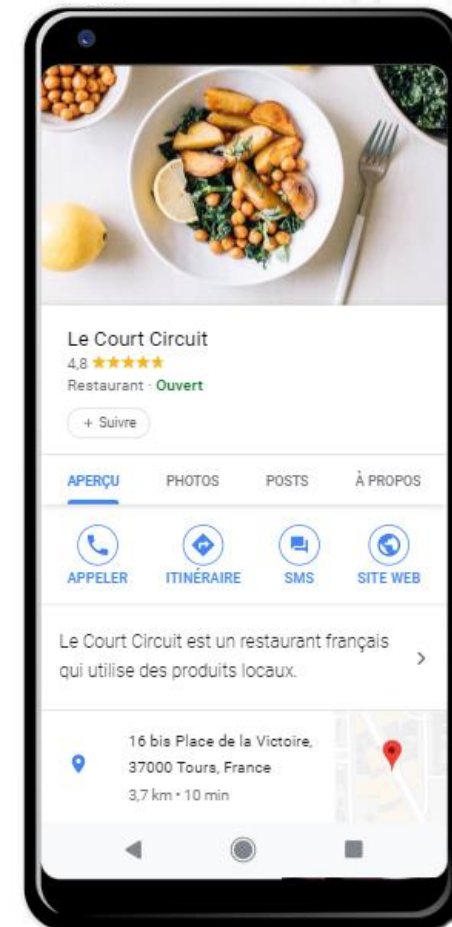 Le Court Circuit
4,8
Restaurant · Ouvert
+ Suivre
APERÇU PHOTOS POSTS À PROPOS
APPELER ITINÉRAIRE SMS SITE WEB
Le Court Circuit est un restaurant français
qui utilise des produits locaux.
16 bis Place de la Victoire,
37000 Tours, France
3,7 km • 10 min